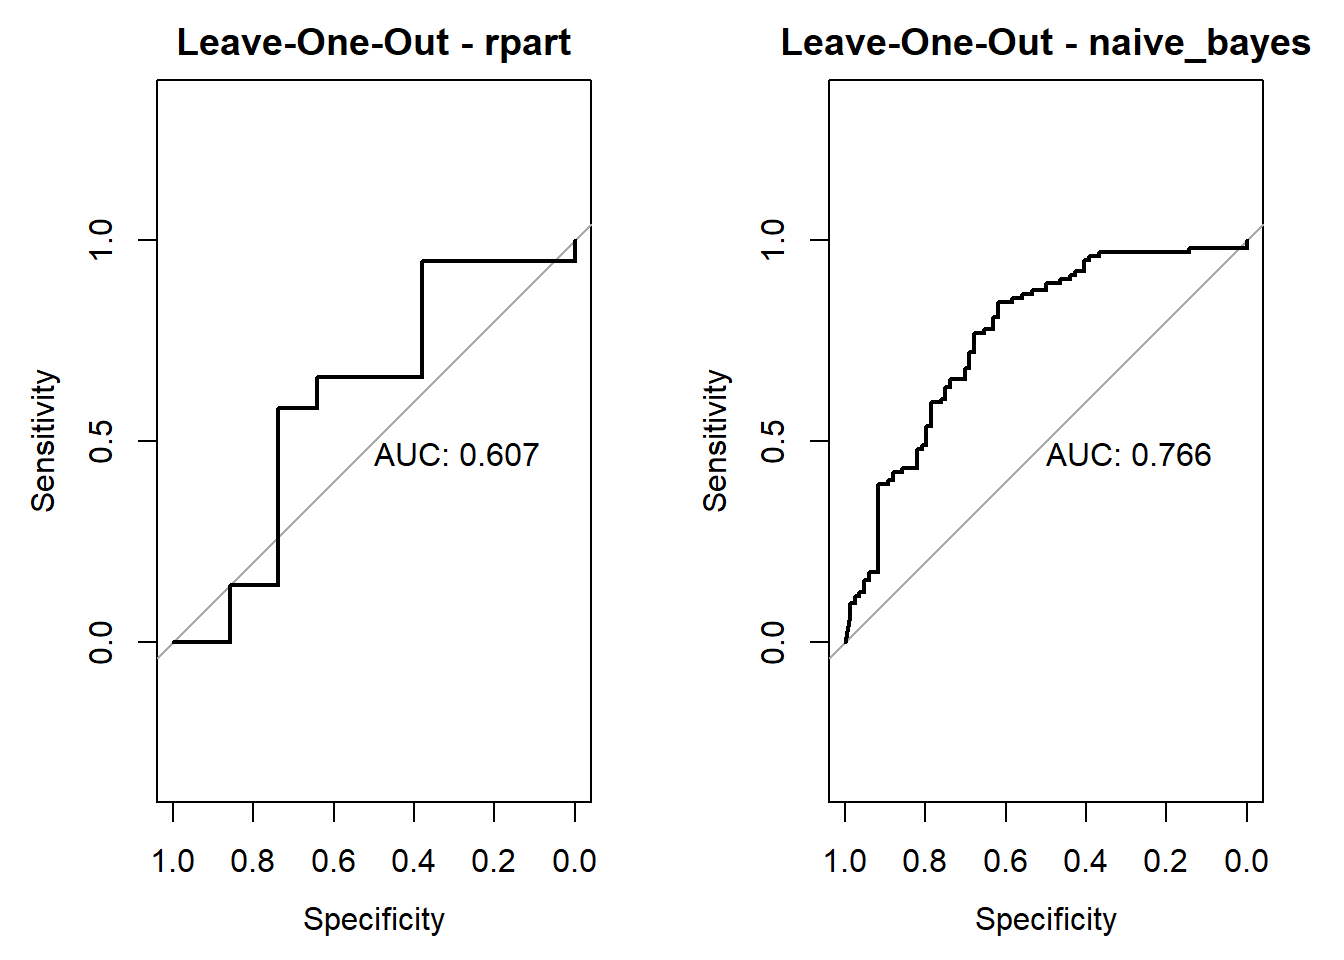 Leave-One-Out - rpart
Sensitivity
1.0
0.5
0.0
AUC: 0.607
1.0 0.8 0.6 0.4 0.2 0.0
Specificity
Leave-One-Out - naive_bayes
Sensitivity
1.0
0.5
0.0
AUC: 0.766
1.0 0.8 0.6 0.4 0.2 0.0
Specificity